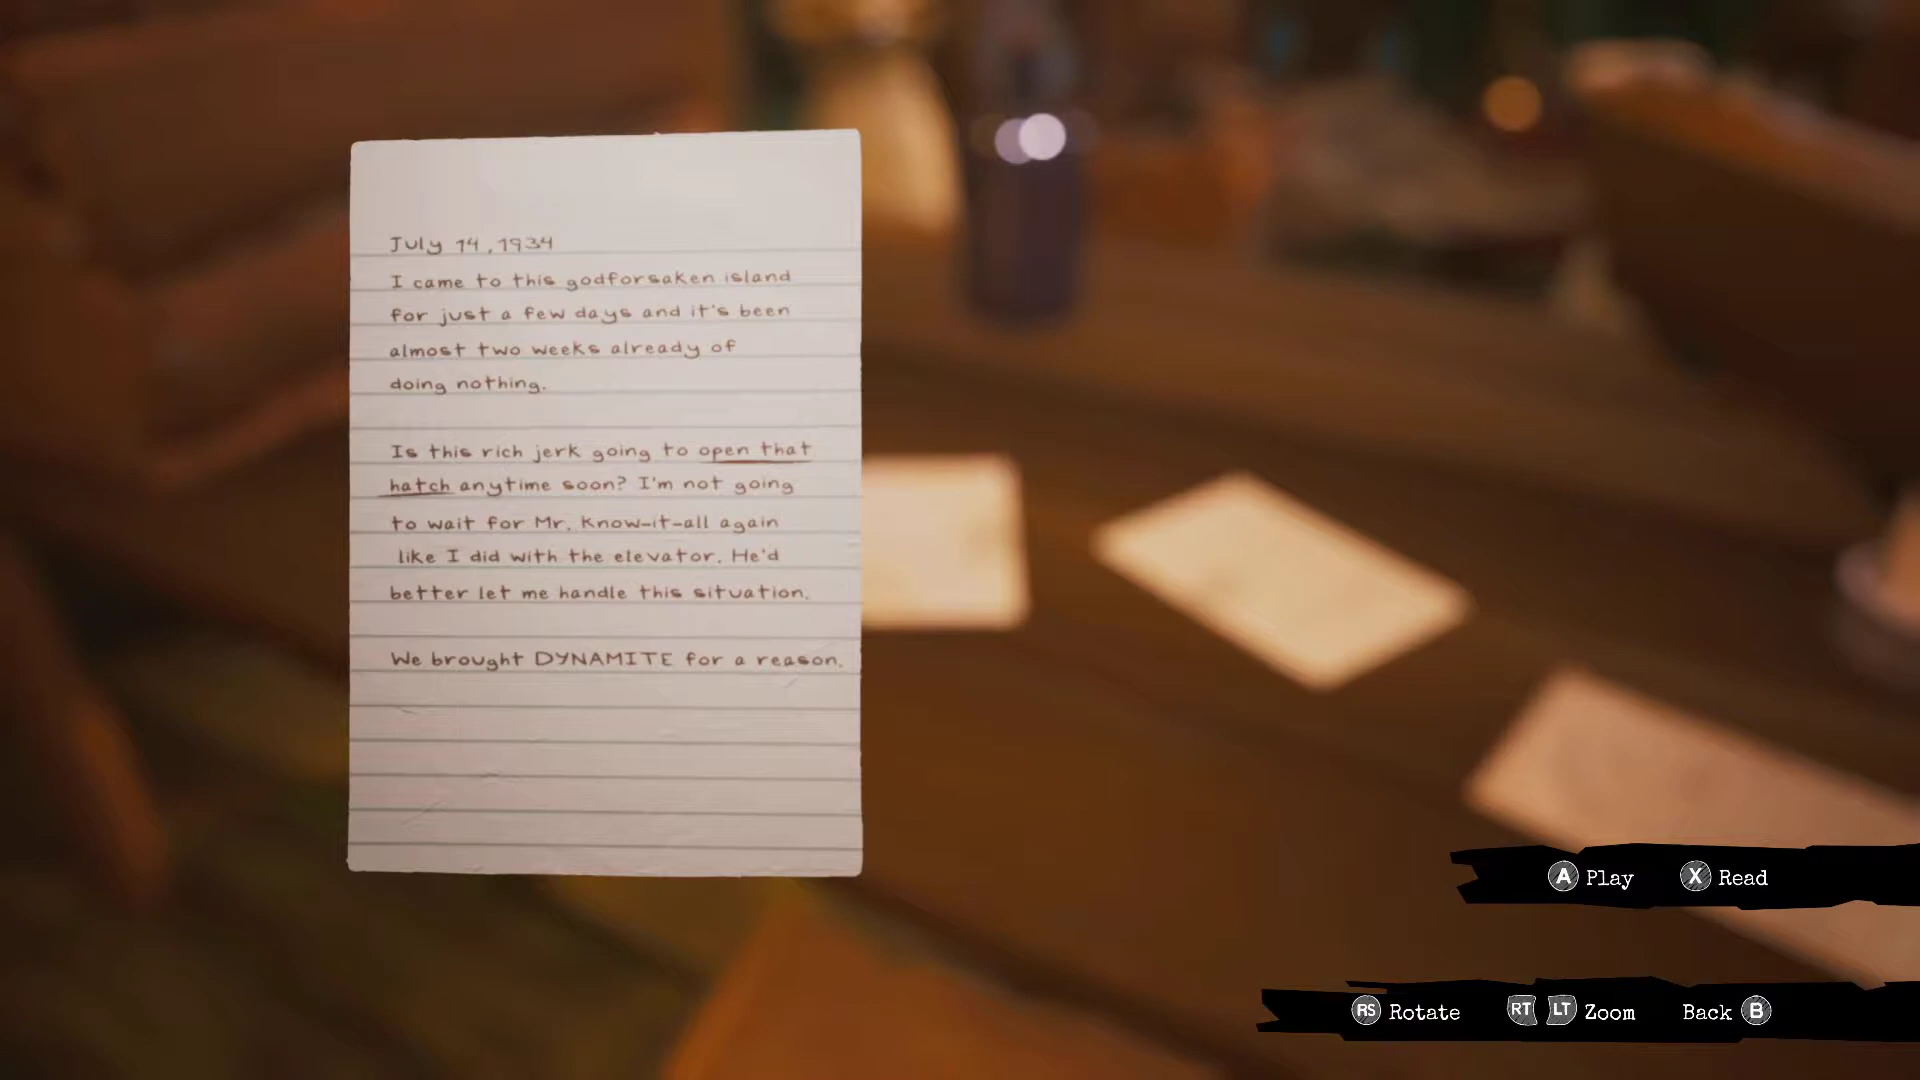 July 14, 1934
I came to this godforsaken island
for just a few days and it's been
almost two weeks already of
doing nothing.
Is this rich jerk going to open that
hatch anytime soon? I'm not going
to wait for Mr. Know-it-all again
like I did with the elevator. He'd
better let me handle this situation.
We brought DYNAMITE for a reason.
A Play X Read
RS Rotate RT LT Zoom Back B